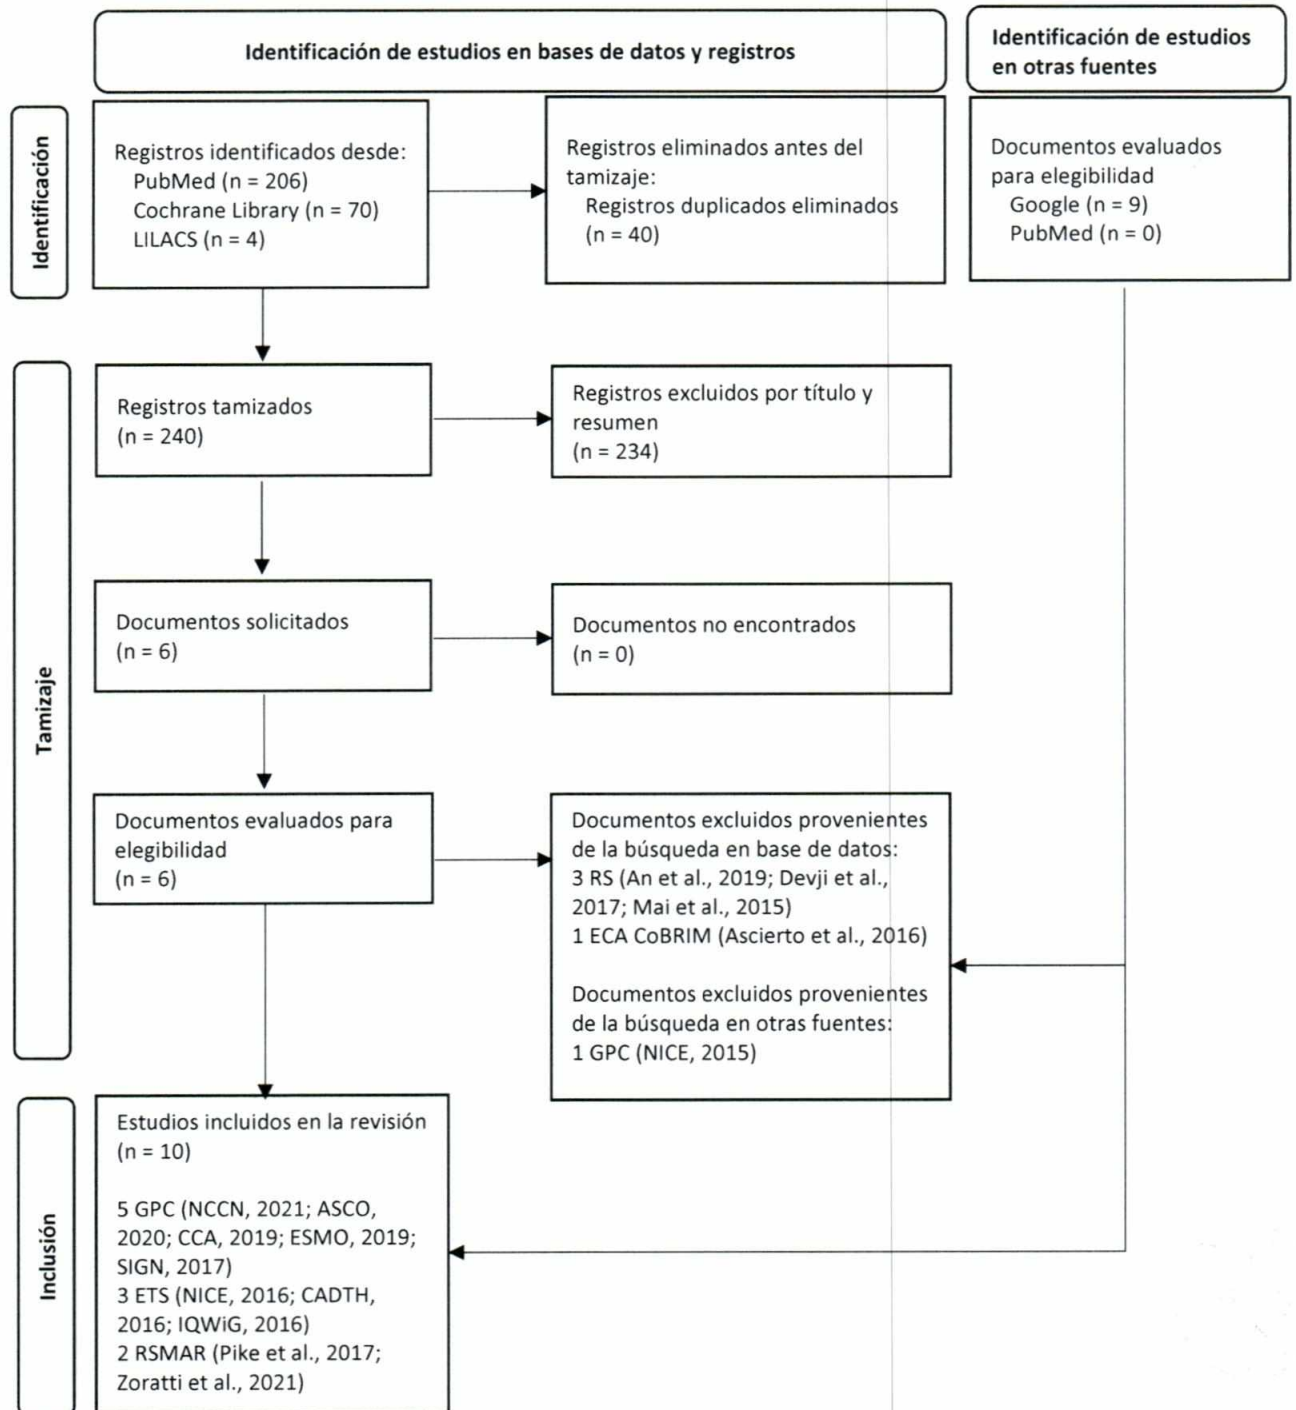 Identificación de estudios en bases de datos y registros
Identificación de estudios
en otras fuentes
Identificación
Registros identificados desde:
PubMed (n = 206)
Cochrane Library (n = 70)
LILACS (n = 4)
Registros eliminados antes del
tamizaje:
Registros duplicados eliminados
(n = 40)
Documentos evaluados
para elegibilidad
Google (n = 9)
PubMed (n = 0)
Tamizaje
Registros tamizados
(n = 240)
Registros excluidos por título y
resumen
(n = 234)
Documentos solicitados
(n = 6)
Documentos no encontrados
(n = 0)
Documentos evaluados para
elegibilidad
(n = 6)
Documentos excluidos provenientes
de la búsqueda en base de datos:
3 RS (An et al., 2019; Devji et al.,
2017; Mai et al., 2015)
1 ECA CoBRIM (Ascierto et al., 2016)
Documentos excluidos provenientes
de la búsqueda en otras fuentes:
1 GPC (NICE, 2015)
Inclusión
Estudios incluidos en la revisión
(n = 10)
5 GPC (NCCN, 2021; ASCO,
2020; CCA, 2019; ESMO, 2019;
SIGN, 2017)
3 ETS (NICE, 2016; CADTH,
2016; IQWiG, 2016)
2 RSMAR (Pike et al., 2017;
Zoratti et al., 2021)